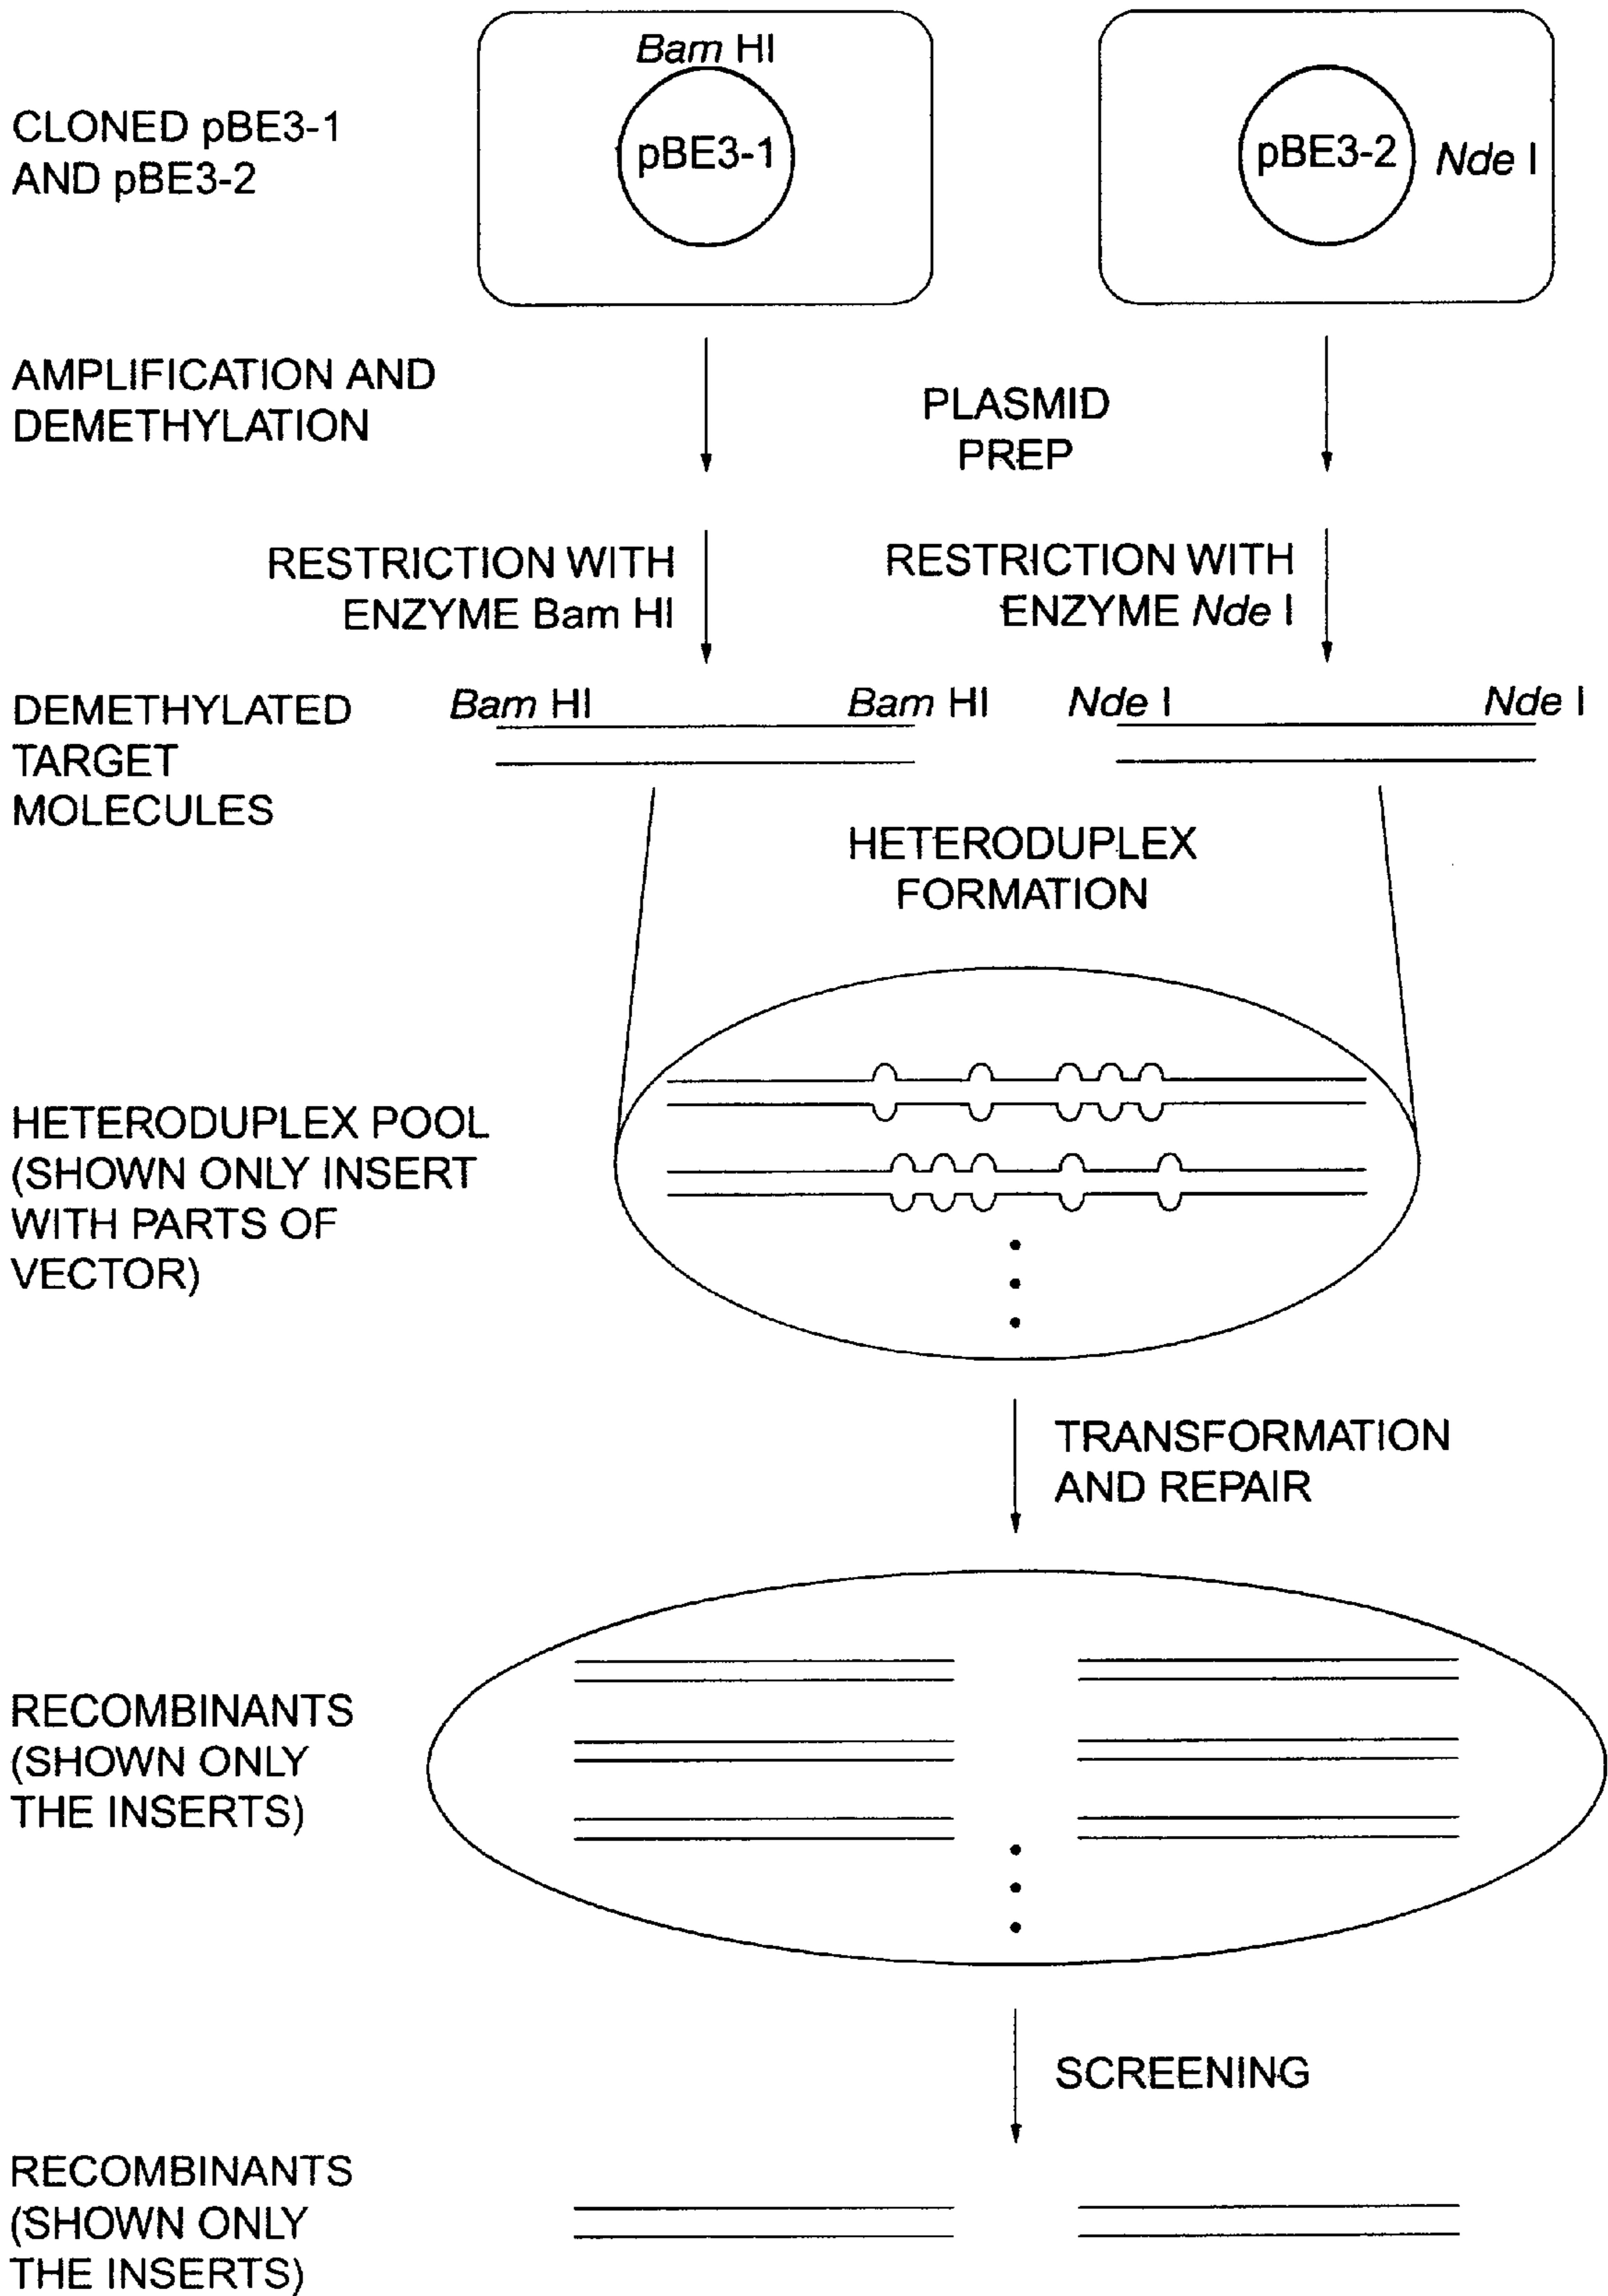 Bam HI
CLONED pBE3-1
AND pBE3-2
pBE3-1
pBE3-2
Nde I
AMPLIFICATION AND
DEMETHYLATION
PLASMID
PREP
RESTRICTION WITH
ENZYME Bam HI
RESTRICTION WITH
ENZYME Nde I
DEMETHYLATED
TARGET
MOLECULES
Bam HI
Bam HI
Nde I
Nde I
HETERODUPLEX
FORMATION
HETERODUPLEX POOL
(SHOWN ONLY INSERT
WITH PARTS OF
VECTOR)
TRANSFORMATION
AND REPAIR
RECOMBINANTS
(SHOWN ONLY
THE INSERTS)
SCREENING
RECOMBINANTS
(SHOWN ONLY
THE INSERTS)